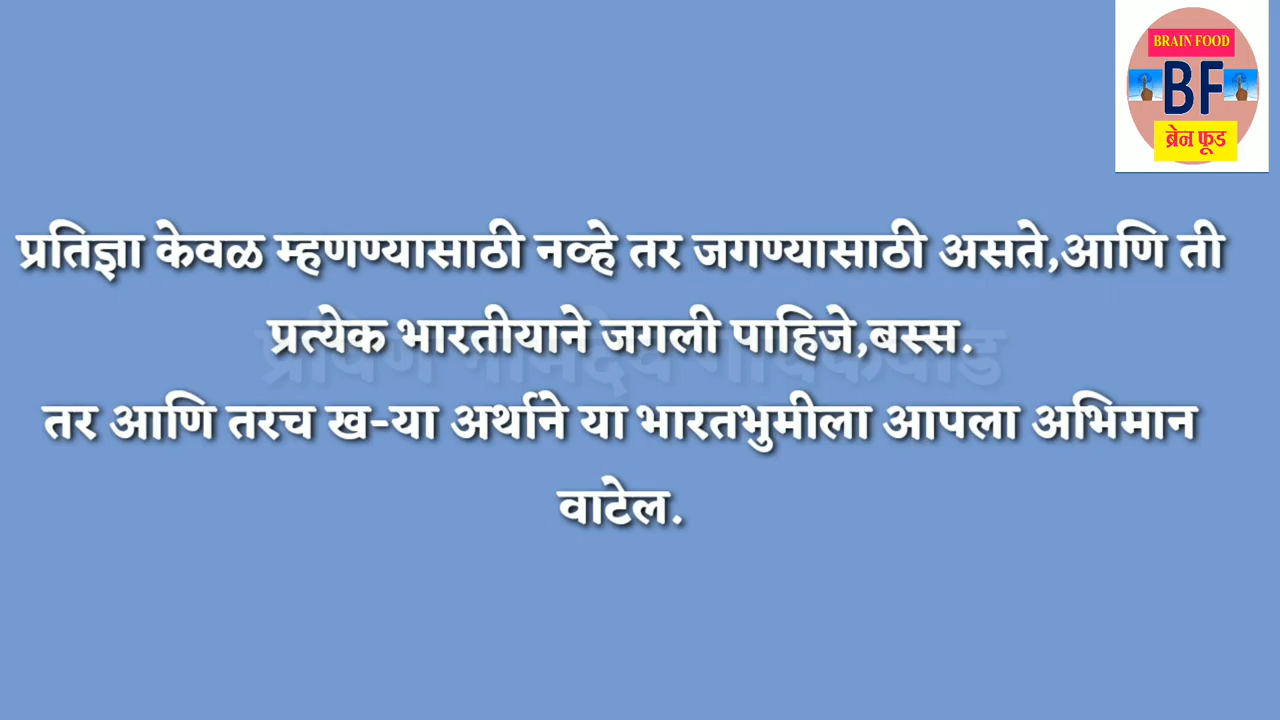 BRAIN FOOD
BF
ब्रेन फूड
प्रतिज्ञा केवळ म्हणण्यासाठी नव्हे तर जगण्यासाठी असते,आणि ती
प्रत्येक भारतीयाने जगली पाहिजे,बस्स.
तर आणि तरच ख-या अर्थाने या भारतभुमीला आपला अभिमान
वाटेल.